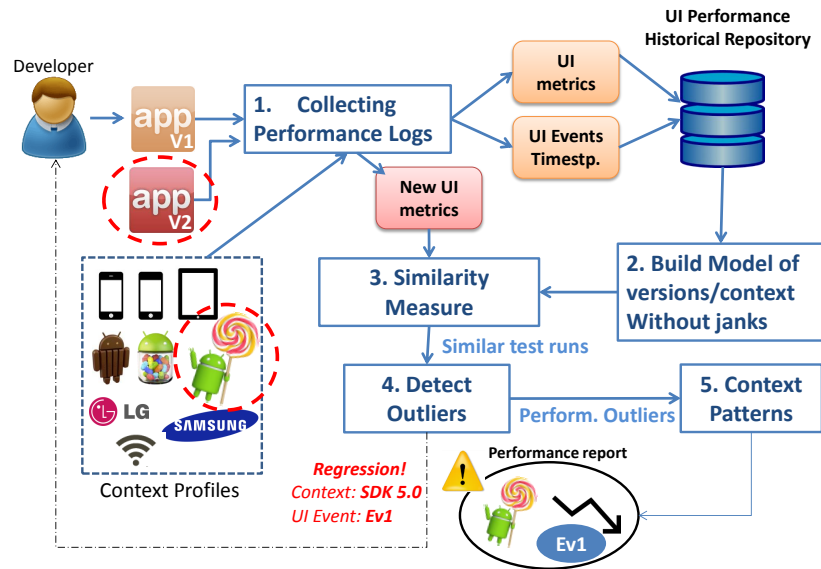 UI Performance
Historical Repository
Developer
app
V1
app
V2
1. Collecting
Performance Logs
UI
metrics
UI Events
Timestp.
New UI
metrics
2. Build Model of
versions/context
Without janks
3. Similarity
Measure
Similar test runs
4. Detect
Outliers
Perform. Outliers
5. Context
Patterns
LG
SAMSUNG
Context Profiles
Regression!
Context: SDK 5.0
UI Event: Ev1
Performance report
Ev1